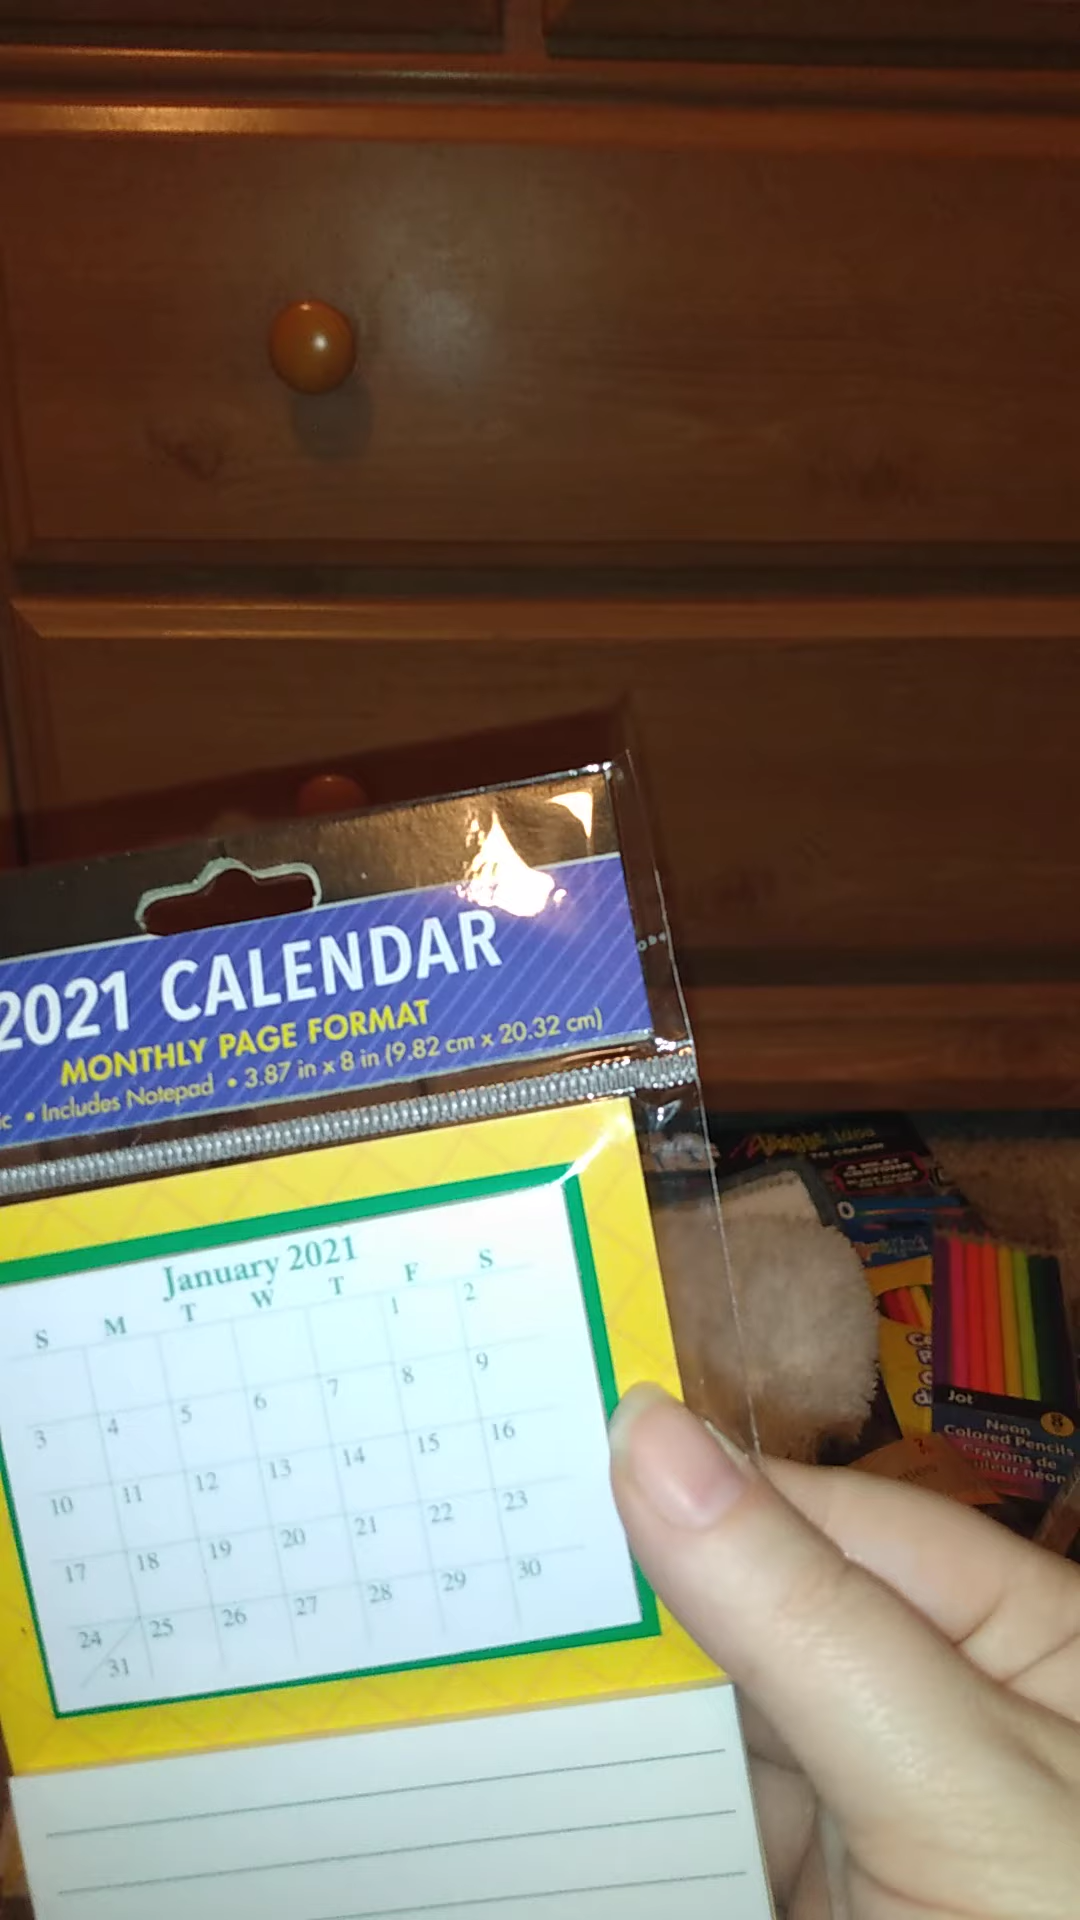 2021 CALENDAR
MONTHLY PAGE FORMAT
• Includes Notepad • 3.87 in x 8 in (9.82 cm x 20.32 cm)
January 2021
S M T W T F S
1 2
3 4 5 6 7 8 9
10 11 12 13 14 15 16
17 18 19 20 21 22 23
24 25 26 27 28 29 30
31
TO COLOR
Jot
8
Neon
Colored Pencils
Crayons de